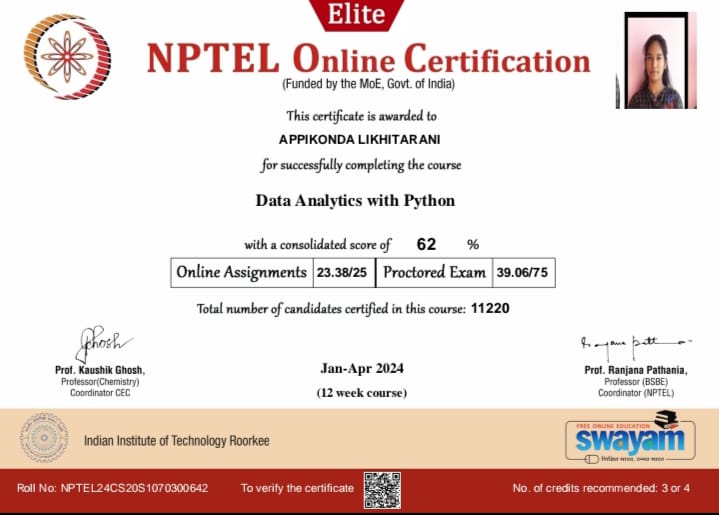 Elite
NPTEL Online Certification
(Funded by the MoE, Govt. of India)
This certificate is awarded to
APPIKONDA LIKHITARANI
for successfully completing the course
Data Analytics with Python
with a consolidated score of 62 %
Online Assignments 23.38/25 Proctored Exam 39.06/75
Total number of candidates certified in this course: 11220
Prof. Kaushik Ghosh,
Professor(Chemistry)
Coordinator CEC
Jan-Apr 2024
(12 week course)
Prof. Ranjana Pathania,
Professor (BSBE)
Coordinator (NPTEL)
Indian Institute of Technology Roorkee
FREE ONLINE EDUCATION
swayam
शिक्षित भारत, उन्नत भारत
Roll No: NPTEL24CS20S1070300642 To verify the certificate No. of credits recommended: 3 or 4